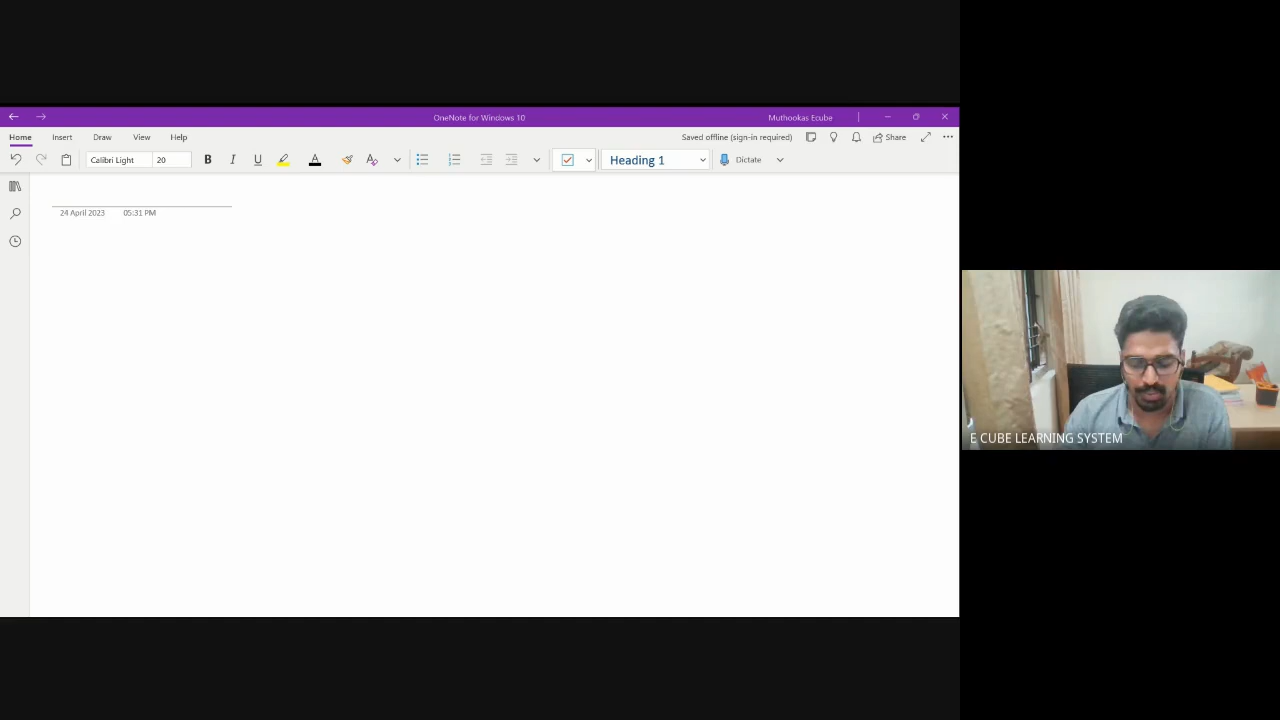 OneNote for Windows 10
Muthookas Ecube
Home Insert Draw View Help
Saved offline (sign-in required)
Share
Calibri Light 20
B I U A
Heading 1
Dictate
24 April 2023 05:31 PM
E CUBE LEARNING SYSTEM